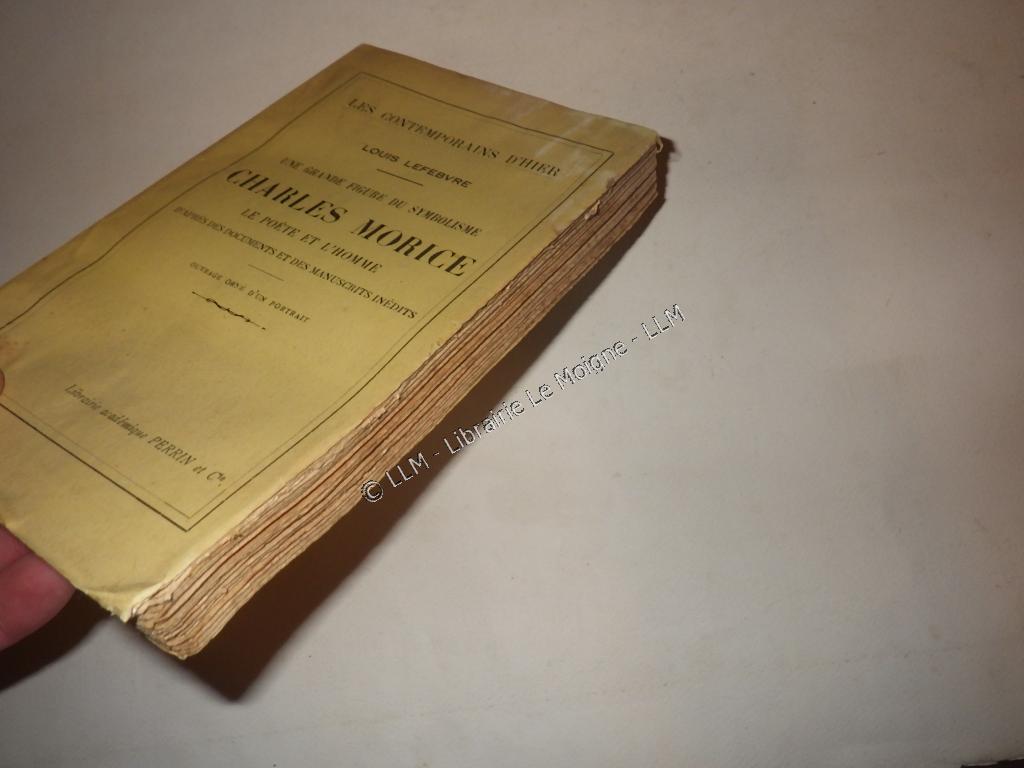 LES CONTEMPORAINS D'HIER
LOUIS LEFEBVRE
UNE GRANDE FIGURE DU SYMBOLISME
CHARLES MORICE
LE POÈTE ET L'HOMME
D'APRÈS DES DOCUMENTS ET DES MANUSCRITS INÉDITS
OUVRAGE ORNÉ D'UN PORTRAIT
Librairie académique PERRIN et Cie
© LLM - Librairie Le Moigne - LLM